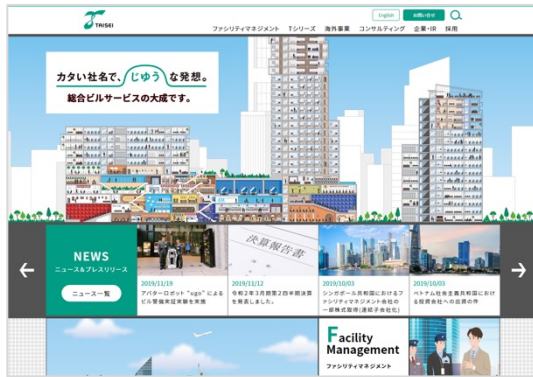 TAISEI
English
お問い合せ
ファシリティマネジメント Tシリーズ 海外事業 コンサルティング 企業・IR 採用
カタい社名で、じゆうな発想。
総合ビルサービスの大成です。
NEWS
ニュース&プレスリリース
ニュース一覧
決算報告書
2019/11/19
アバターロボット "ugo" による
ビル警備実証実験を実施
2019/11/12
令和2年3月期第2四半期決算
を発表しました。
2019/10/03
シンガポール共和国におけるフ
ァシリティマネジメント会社の
一部株式取得(連結子会社化)
2019/10/03
ベトナム社会主義共和国におけ
る投資会社への出資の件
Facility
Management
ファシリティマネジメント